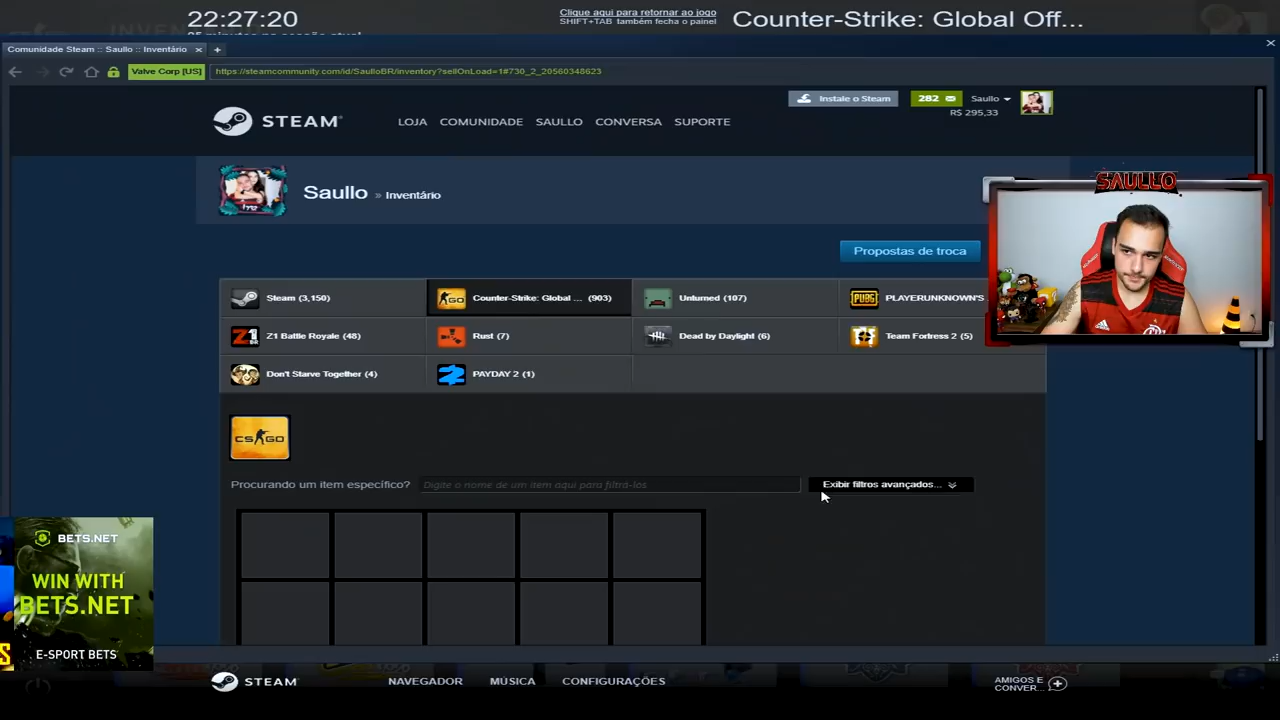 22:27:20
Clique aqui para retornar ao jogo
SHIFT+TAB também fecha o painel
Counter-Strike: Global Off...
Comunidade Steam :: Saullo :: Inventário
Valve Corp [US]
https://steamcommunity.com/id/SaulloBR/inventory?sellOnLoad=1#730_2_20560348623
Instale o Steam
282
Saullo
R$ 295,33
STEAM
LOJA COMUNIDADE SAULLO CONVERSA SUPORTE
Saullo » Inventário
SAULLO
Propostas de troca
Steam (3,150)
Counter-Strike: Global ... (903)
Unturned (107)
PLAYERUNKNOWN'S
Z1 Battle Royale (48)
Rust (7)
Dead by Daylight (6)
Team Fortress 2 (5)
Don't Starve Together (4)
PAYDAY 2 (1)
CS GO
Procurando um item específico?
Digite o nome de um item aqui para filtrá-los
Exibir filtros avançados...
BETS.NET
WIN WITH
BETS.NET
E-SPORT BETS
STEAM
NAVEGADOR MÚSICA CONFIGURAÇÕES
AMIGOS E
CONVER...